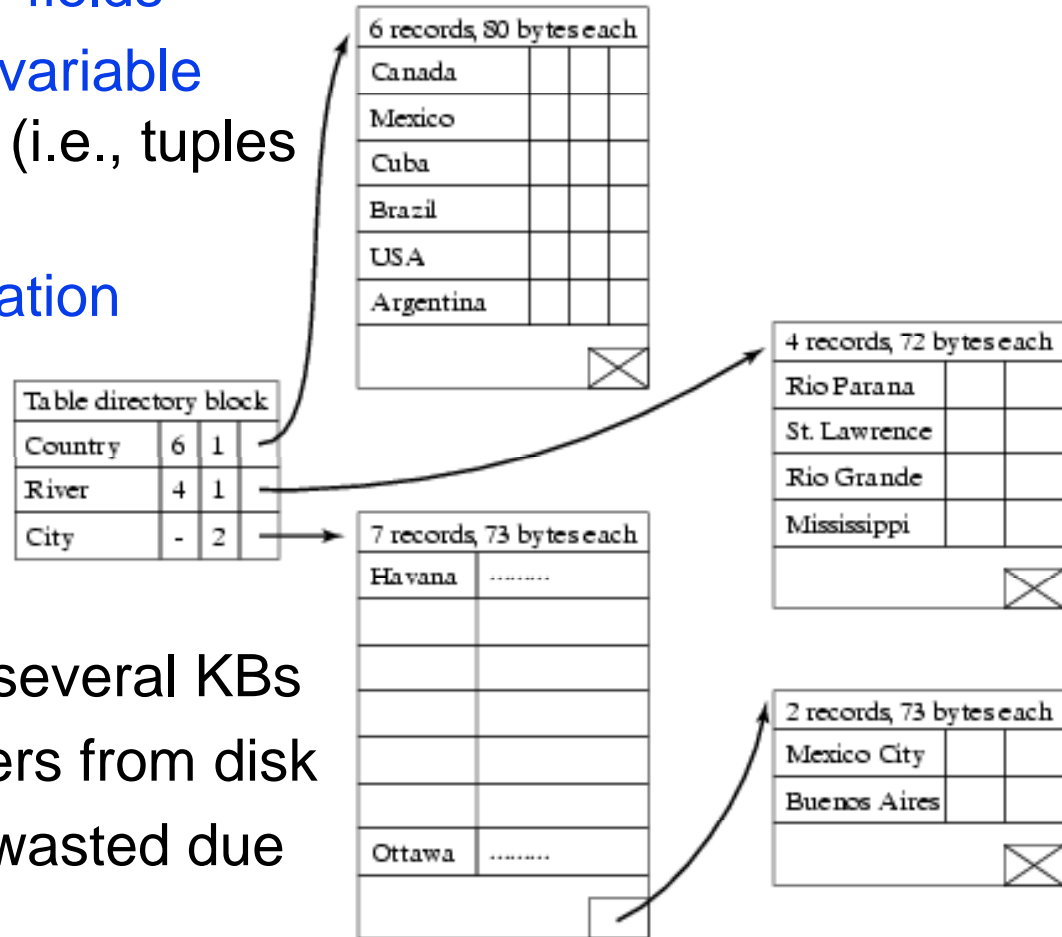 fields
variable
(i.e., tuples
ation
several KBs
ers from disk
wasted due
Table directory block
Country 6 1
River 4 1
City - 2
6 records, 80 bytes each
Canada
Mexico
Cuba
Brazil
USA
Argentina
4 records, 72 bytes each
Rio Parana
St. Lawrence
Rio Grande
Mississippi
7 records, 73 bytes each
Havana .........
Ottawa .........
2 records, 73 bytes each
Mexico City
Buenos Aires